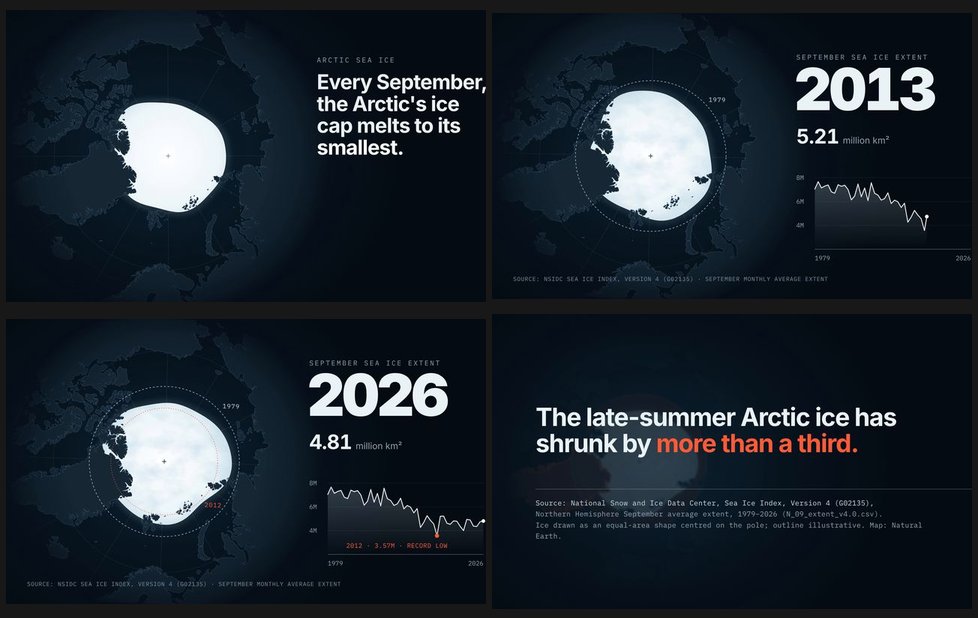 ARCTIC SEA ICE
Every September,
the Arctic's ice
cap melts to its
smallest.
SEPTEMBER SEA ICE EXTENT
2013
5.21 million km²
1979
8M
6M
4M
1979
2026
SOURCE: NSIDC SEA ICE INDEX, VERSION 4 (G02135) · SEPTEMBER MONTHLY AVERAGE EXTENT
SEPTEMBER SEA ICE EXTENT
2026
4.81 million km²
1979
2012
8M
6M
4M
2012 · 3.57M · RECORD LOW
1979
2026
SOURCE: NSIDC SEA ICE INDEX, VERSION 4 (G02135) · SEPTEMBER MONTHLY AVERAGE EXTENT
The late-summer Arctic ice has
shrunk by more than a third.
Source: National Snow and Ice Data Center, Sea Ice Index, Version 4 (G02135),
Northern Hemisphere September average extent, 1979–2026 (N_09_extent_v4.0.csv).
Ice drawn as an equal-area shape centred on the pole; outline illustrative. Map: Natural
Earth.